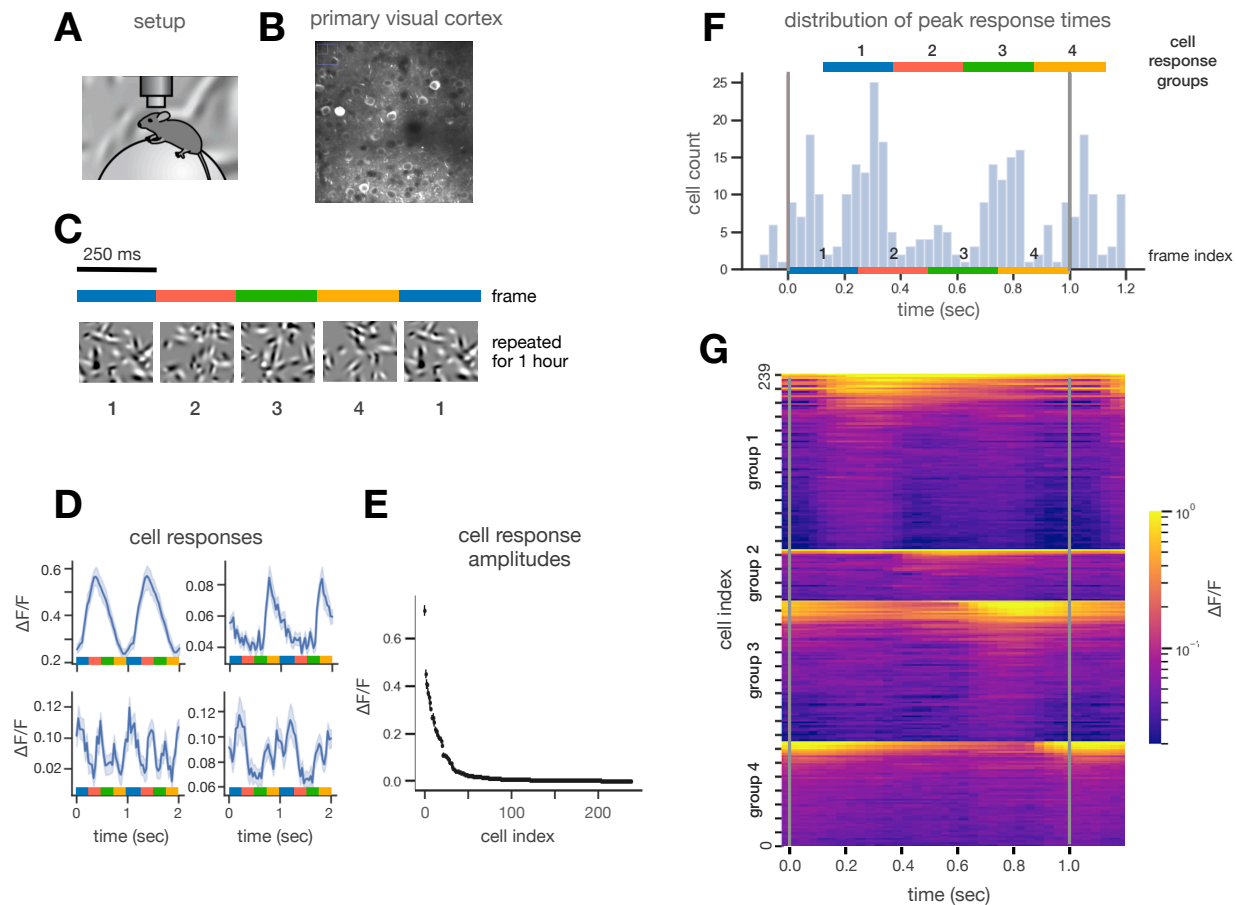 A
setup
B
primary visual cortex
C
250 ms
frame
repeated
for 1 hour
1 2 3 4 1
D
cell responses
ΔF/F
0.6
0.4
0.2
0.08
0.06
0.04
ΔF/F
0.12
0.10
0.02
0.12
0.10
0.08
0.06
0 1 2
0 1 2
time (sec)
time (sec)
E
cell response
amplitudes
ΔF/F
0.6
0.4
0.2
0.0
0 100 200
cell index
F
distribution of peak response times
1 2 3 4
cell
response
groups
cell count
25
20
15
10
5
0
1 2 3 4
frame index
0.0 0.2 0.4 0.6 0.8 1.0 1.2
time (sec)
G
239
group 1
group 2
group 3
group 4
0
cell index
0.0 0.2 0.4 0.6 0.8 1.0
time (sec)
10⁰
10⁻¹
ΔF/F